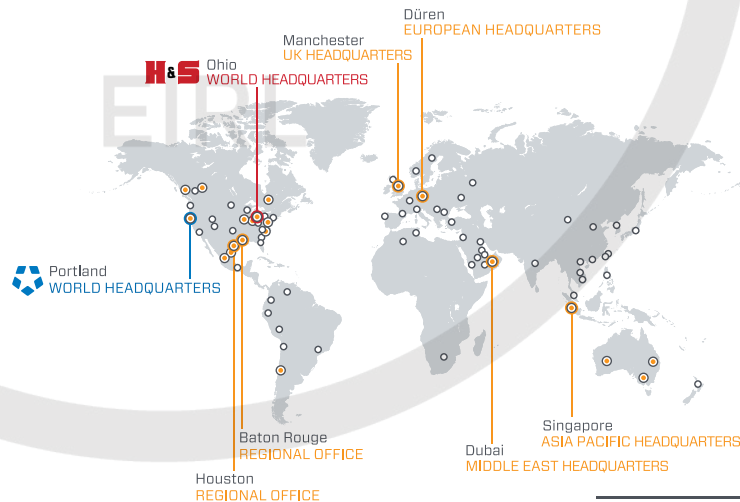 Düren
EUROPEAN HEADQUARTERS
Manchester
UK HEADQUARTERS
H&S
Ohio
WORLD HEADQUARTERS
EIRL
Portland
WORLD HEADQUARTERS
Baton Rouge
REGIONAL OFFICE
Houston
REGIONAL OFFICE
Dubai
MIDDLE EAST HEADQUARTERS
Singapore
ASIA PACIFIC HEADQUARTERS